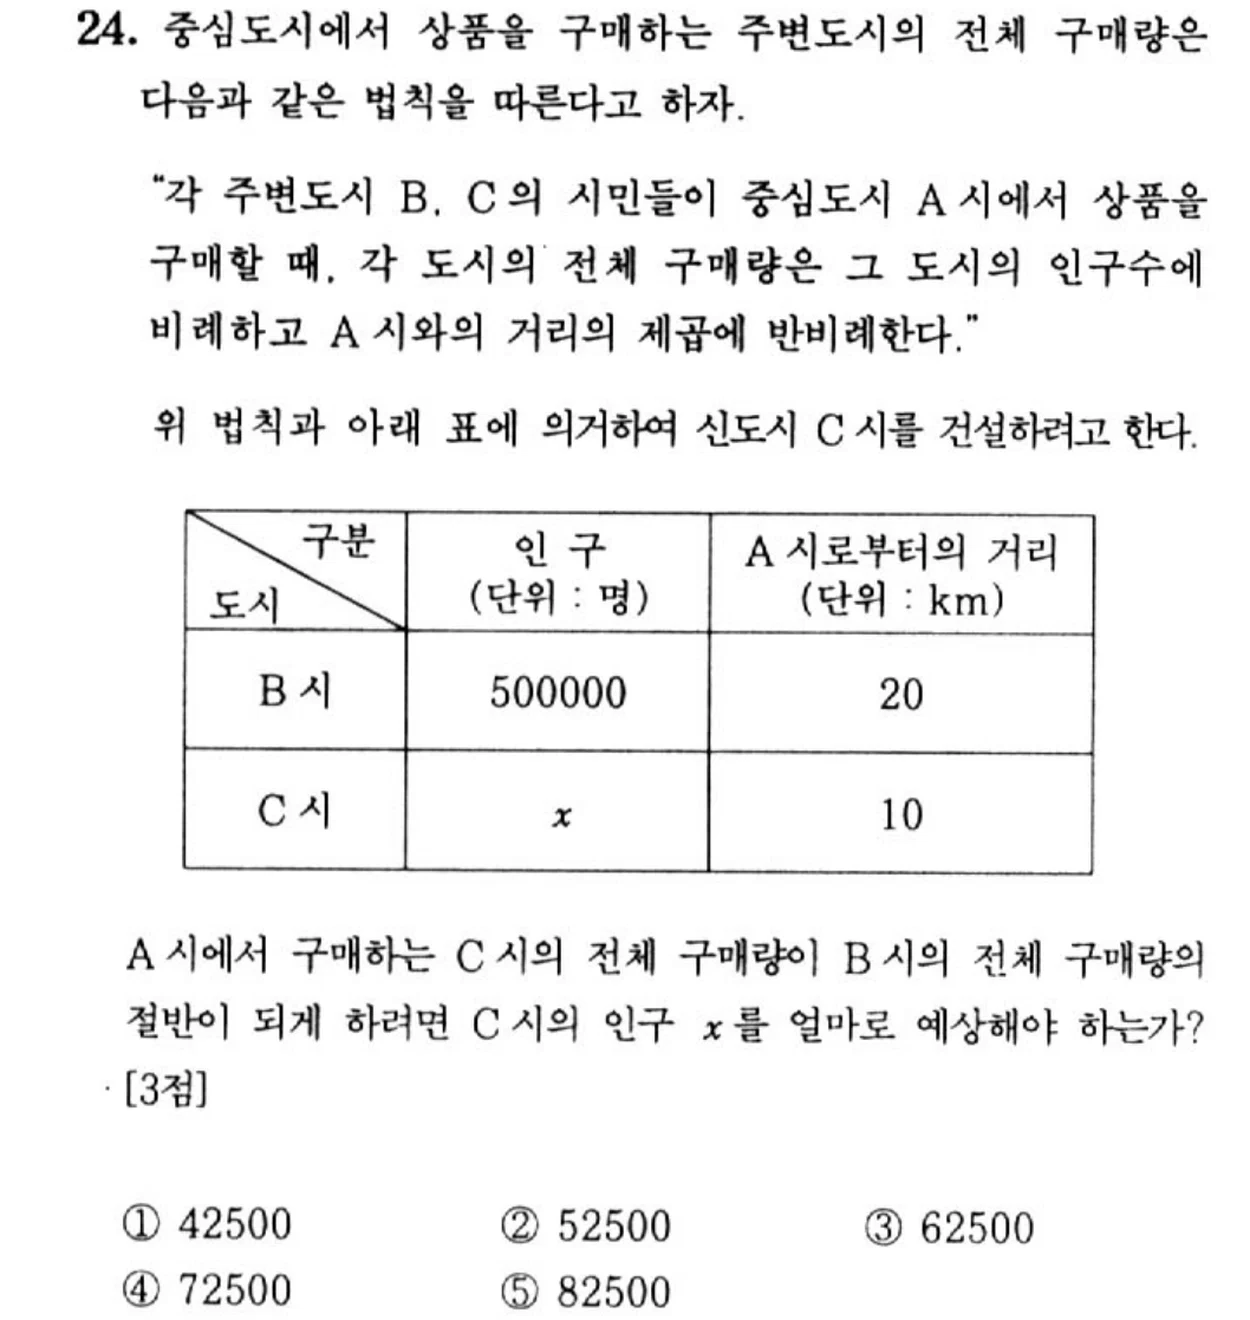 24. 중심도시에서 상품을 구매하는 주변도시의 전체 구매량은
다음과 같은 법칙을 따른다고 하자.
“각 주변도시 B, C의 시민들이 중심도시 A시에서 상품을
구매할 때, 각 도시의 전체 구매량은 그 도시의 인구수에
비례하고 A시와의 거리의 제곱에 반비례한다.”
위 법칙과 아래 표에 의거하여 신도시 C시를 건설하려고 한다.
구분
도시
인 구
(단위 : 명)
A시로부터의 거리
(단위 : km)
B시 500000 20
C시 x 10
A시에서 구매하는 C시의 전체 구매량이 B시의 전체 구매량의
절반이 되게 하려면 C시의 인구 x를 얼마로 예상해야 하는가?
[3점]
① 42500 ② 52500 ③ 62500
④ 72500 ⑤ 82500